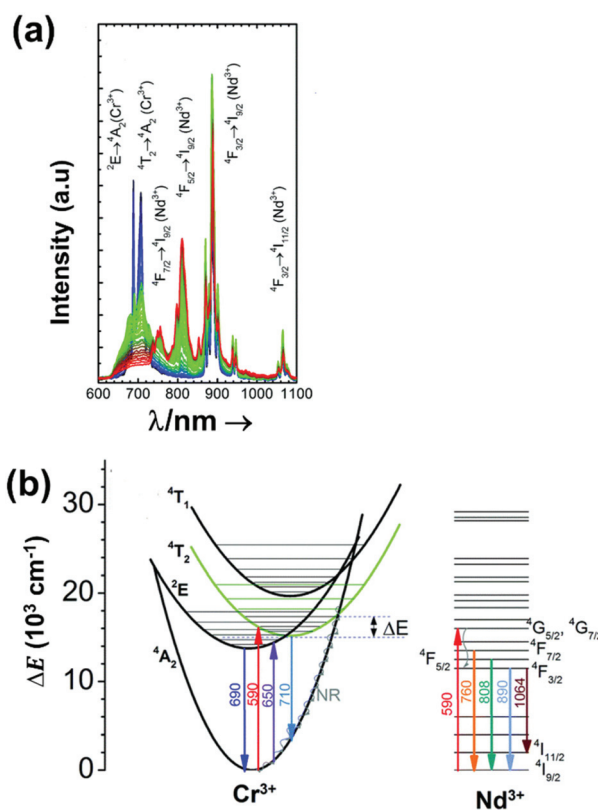 (a)
Intensity (a.u)
²E→⁴A₂(Cr³⁺)
⁴T₂→⁴A₂ (Cr³⁺)
⁴F₇/₂→⁴I₉/₂ (Nd³⁺)
⁴F₅/₂→⁴I₉/₂ (Nd³⁺)
⁴F₃/₂→⁴I₉/₂ (Nd³⁺)
⁴F₃/₂→⁴I₁₁/₂ (Nd³⁺)
600 700 800 900 1000 1100
λ/nm →
(b)
ΔE (10³ cm⁻¹)
30
20
10
0
⁴T₁
⁴T₂
²E
⁴A₂
ΔE
690
590
650
710
NR
Cr³⁺
⁴G₅/₂, ⁴G₇/
⁴F₇/₂
⁴F₅/₂
⁴F₃/₂
590
760
808
890
1064
⁴I₁₁/₂
⁴I₉/₂
Nd³⁺